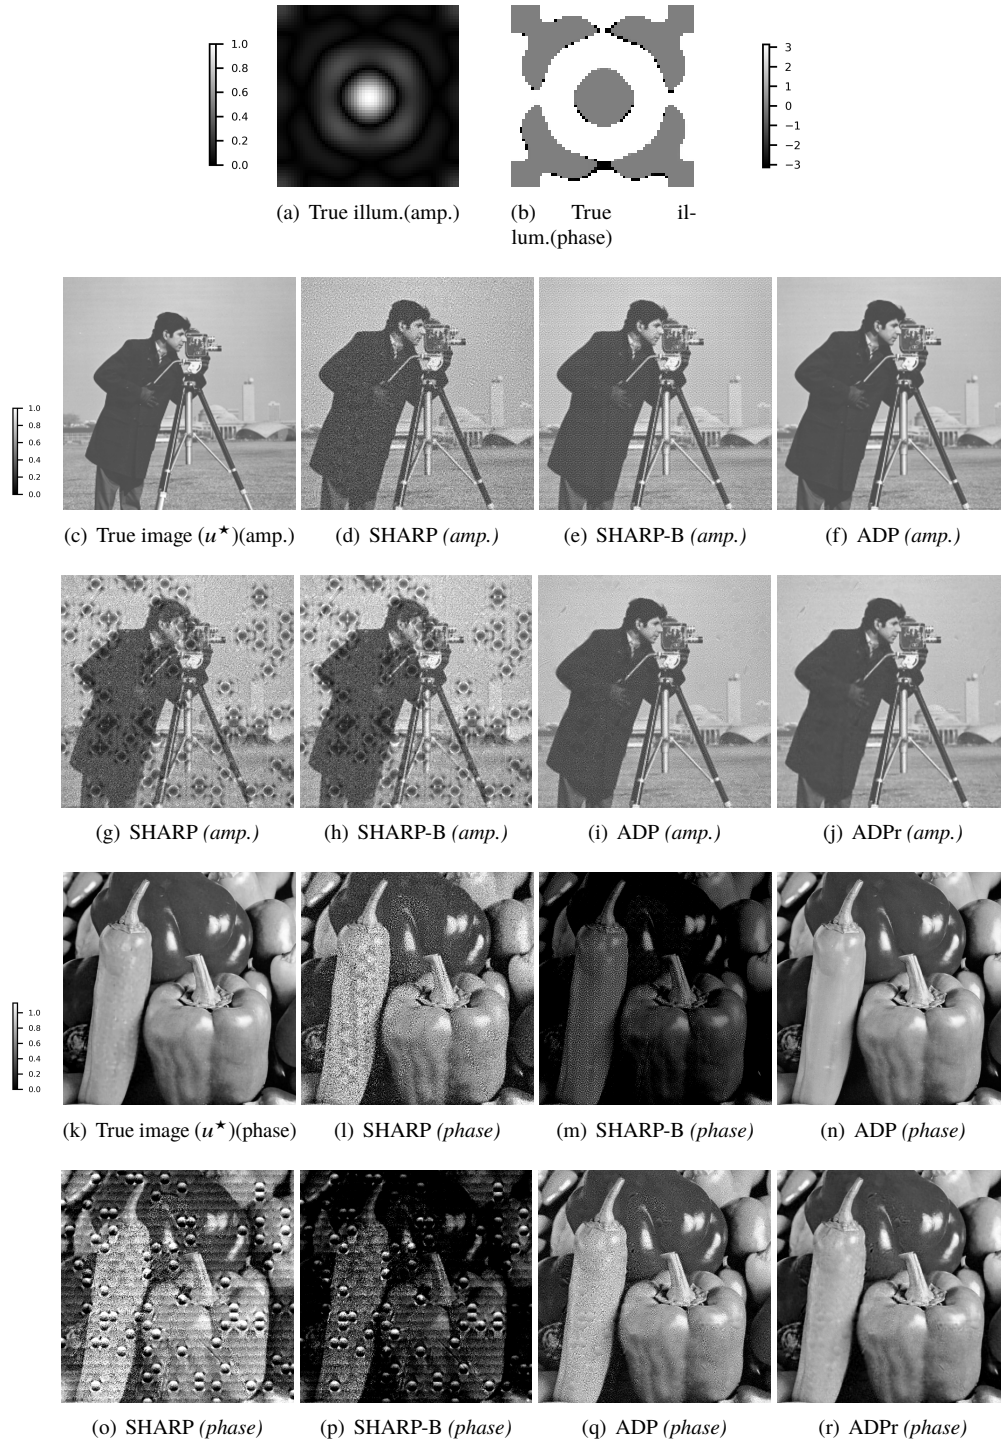 1.0
0.8
0.6
0.4
0.2
0.0
3
2
1
0
−1
−2
−3
(a) True illum.(amp.)
(b) True il-
lum.(phase)
1.0
0.8
0.6
0.4
0.2
0.0
(c) True image (u★)(amp.)
(d) SHARP (amp.)
(e) SHARP-B (amp.)
(f) ADP (amp.)
(g) SHARP (amp.)
(h) SHARP-B (amp.)
(i) ADP (amp.)
(j) ADPr (amp.)
1.0
0.8
0.6
0.4
0.2
0.0
(k) True image (u★)(phase)
(l) SHARP (phase)
(m) SHARP-B (phase)
(n) ADP (phase)
(o) SHARP (phase)
(p) SHARP-B (phase)
(q) ADP (phase)
(r) ADPr (phase)